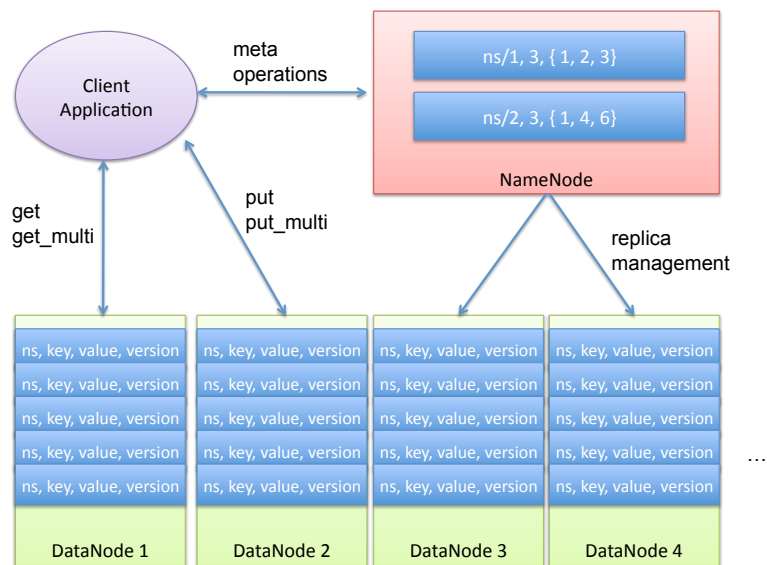 meta
operations
Client
Application
ns/1, 3, { 1, 2, 3}
ns/2, 3, { 1, 4, 6}
NameNode
get
get_multi
put
put_multi
replica
management
ns, key, value, version
ns, key, value, version
ns, key, value, version
ns, key, value, version
ns, key, value, version
DataNode 1
ns, key, value, version
ns, key, value, version
ns, key, value, version
ns, key, value, version
ns, key, value, version
DataNode 2
ns, key, value, version
ns, key, value, version
ns, key, value, version
ns, key, value, version
ns, key, value, version
DataNode 3
ns, key, value, version
ns, key, value, version
ns, key, value, version
ns, key, value, version
ns, key, value, version
DataNode 4
...